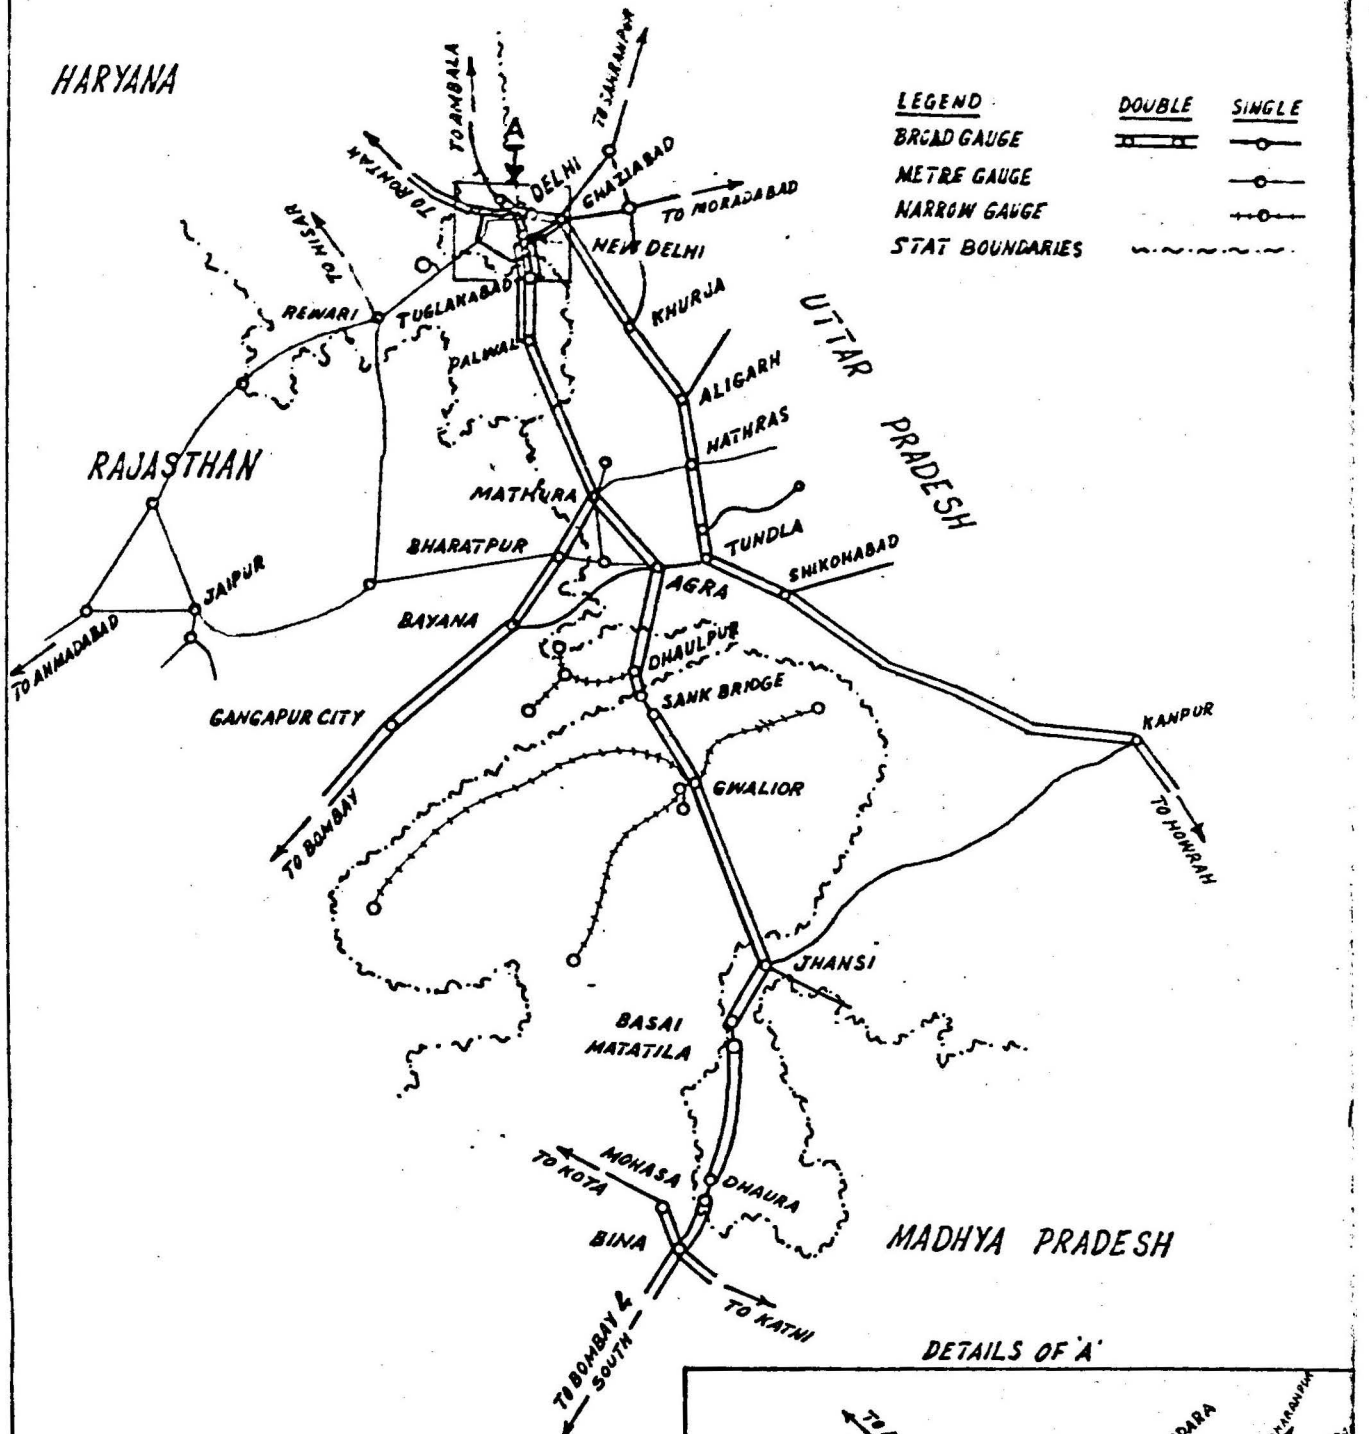 HARYANA
TO AMBALA
TO SAHRANPUR
A
LEGEND DOUBLE SINGLE
BROAD GAUGE
METRE GAUGE
NARROW GAUGE
STAT BOUNDARIES
TO ROHTAK
DELHI
GHAZIABAD
TO MORADABAD
TO HISAR
NEW DELHI
TUGLAKABAD
REWARI
KHURJA
UTTAR
PRADESH
PALWAL
ALIGARH
HATHRAS
RAJASTHAN
MATHURA
BHARATPUR
TUNDLA
SHIKOHABAD
JAIPUR
AGRA
BAYANA
TO AHMADABAD
DHAULPUR
SANK BRIDGE
GANGAPUR CITY
KANPUR
GWALIOR
TO BOMBAY
TO HOWRAH
JHANSI
BASAI
MATATILA
MOHASA
TO KOTA
DHAURA
BINA
MADHYA PRADESH
TO KATNI
TO BOMBAY &
SOUTH
DETAILS OF 'A'